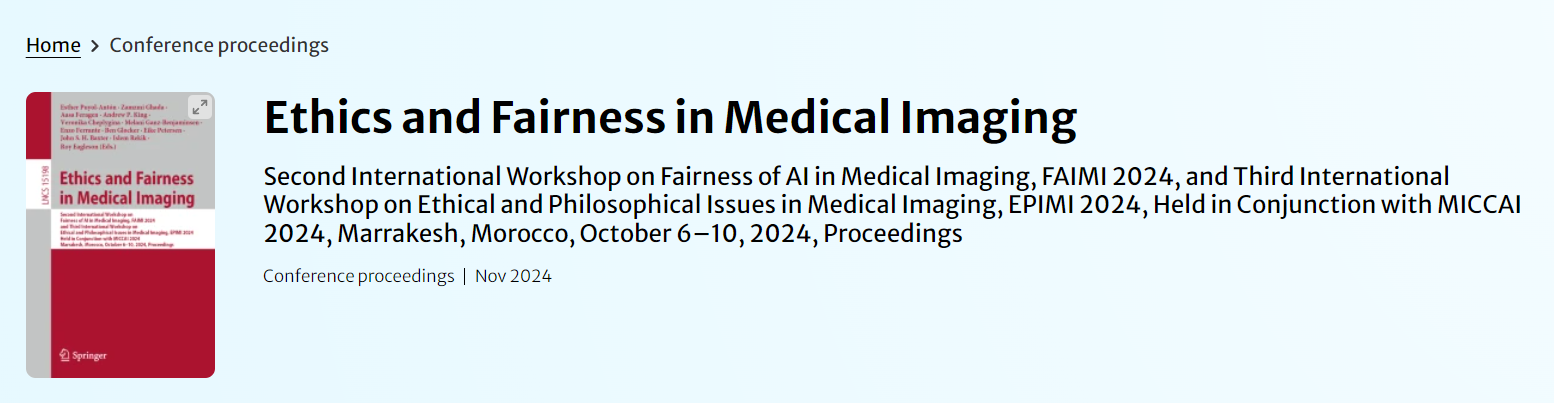 Home > Conference proceedings
Esther Puyol-Antón · Ghada Zamzmi ·
Aasa Feragen · Andrew P. King ·
Veronika Cheplygina · Melanie Ganz-Benjaminsen ·
Enzo Ferrante · Ben Glocker · Eike Petersen ·
John S. H. Baxter · Islem Rekik ·
Roy Eagleson (Eds.)
LNCS 15198
Ethics and Fairness
in Medical Imaging
Second International Workshop on
Fairness of AI in Medical Imaging, FAIMI 2024
and Third International Workshop on
Ethical and Philosophical Issues in Medical Imaging, EPIMI 2024
Held in Conjunction with MICCAI 2024
Marrakesh, Morocco, October 6–10, 2024, Proceedings
Springer
Ethics and Fairness in Medical Imaging
Second International Workshop on Fairness of AI in Medical Imaging, FAIMI 2024, and Third International
Workshop on Ethical and Philosophical Issues in Medical Imaging, EPIMI 2024, Held in Conjunction with MICCAI
2024, Marrakesh, Morocco, October 6–10, 2024, Proceedings
Conference proceedings | Nov 2024